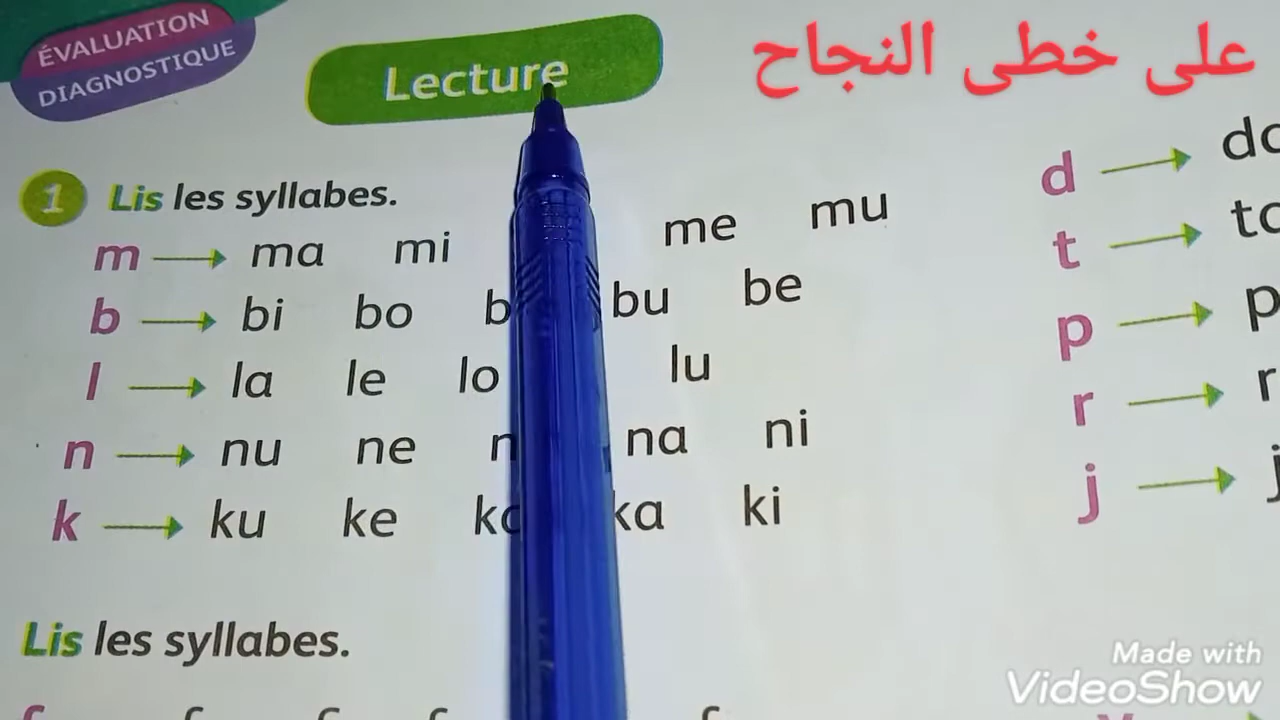 ÉVALUATION
DIAGNOSTIQUE
Lecture
على خطى النجاح
1 Lis les syllabes.
m → ma mi me mu
b → bi bo bu be
l → la le lo lu
n → nu ne na ni
k → ku ke ka ki
d →
t →
p →
r →
j →
Lis les syllabes.
Made with
VideoShow